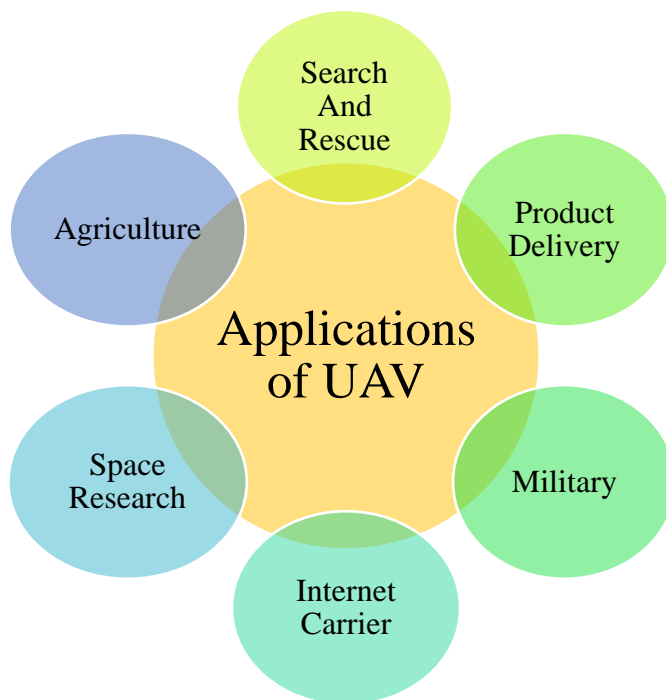 Search
And
Rescue
Product
Delivery
Military
Internet
Carrier
Space
Research
Agriculture
Applications
of UAV